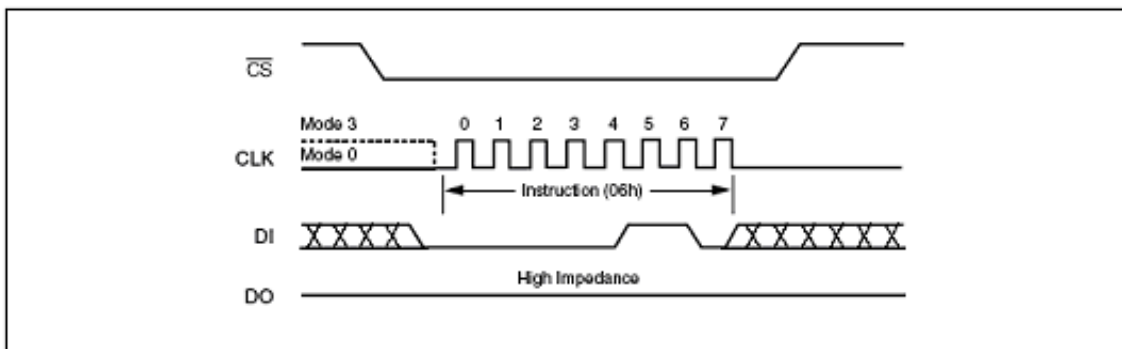 CS
Mode 3
0 1 2 3 4 5 6 7
CLK
Mode 0
Instruction (06h)
DI
High Impedance
DO